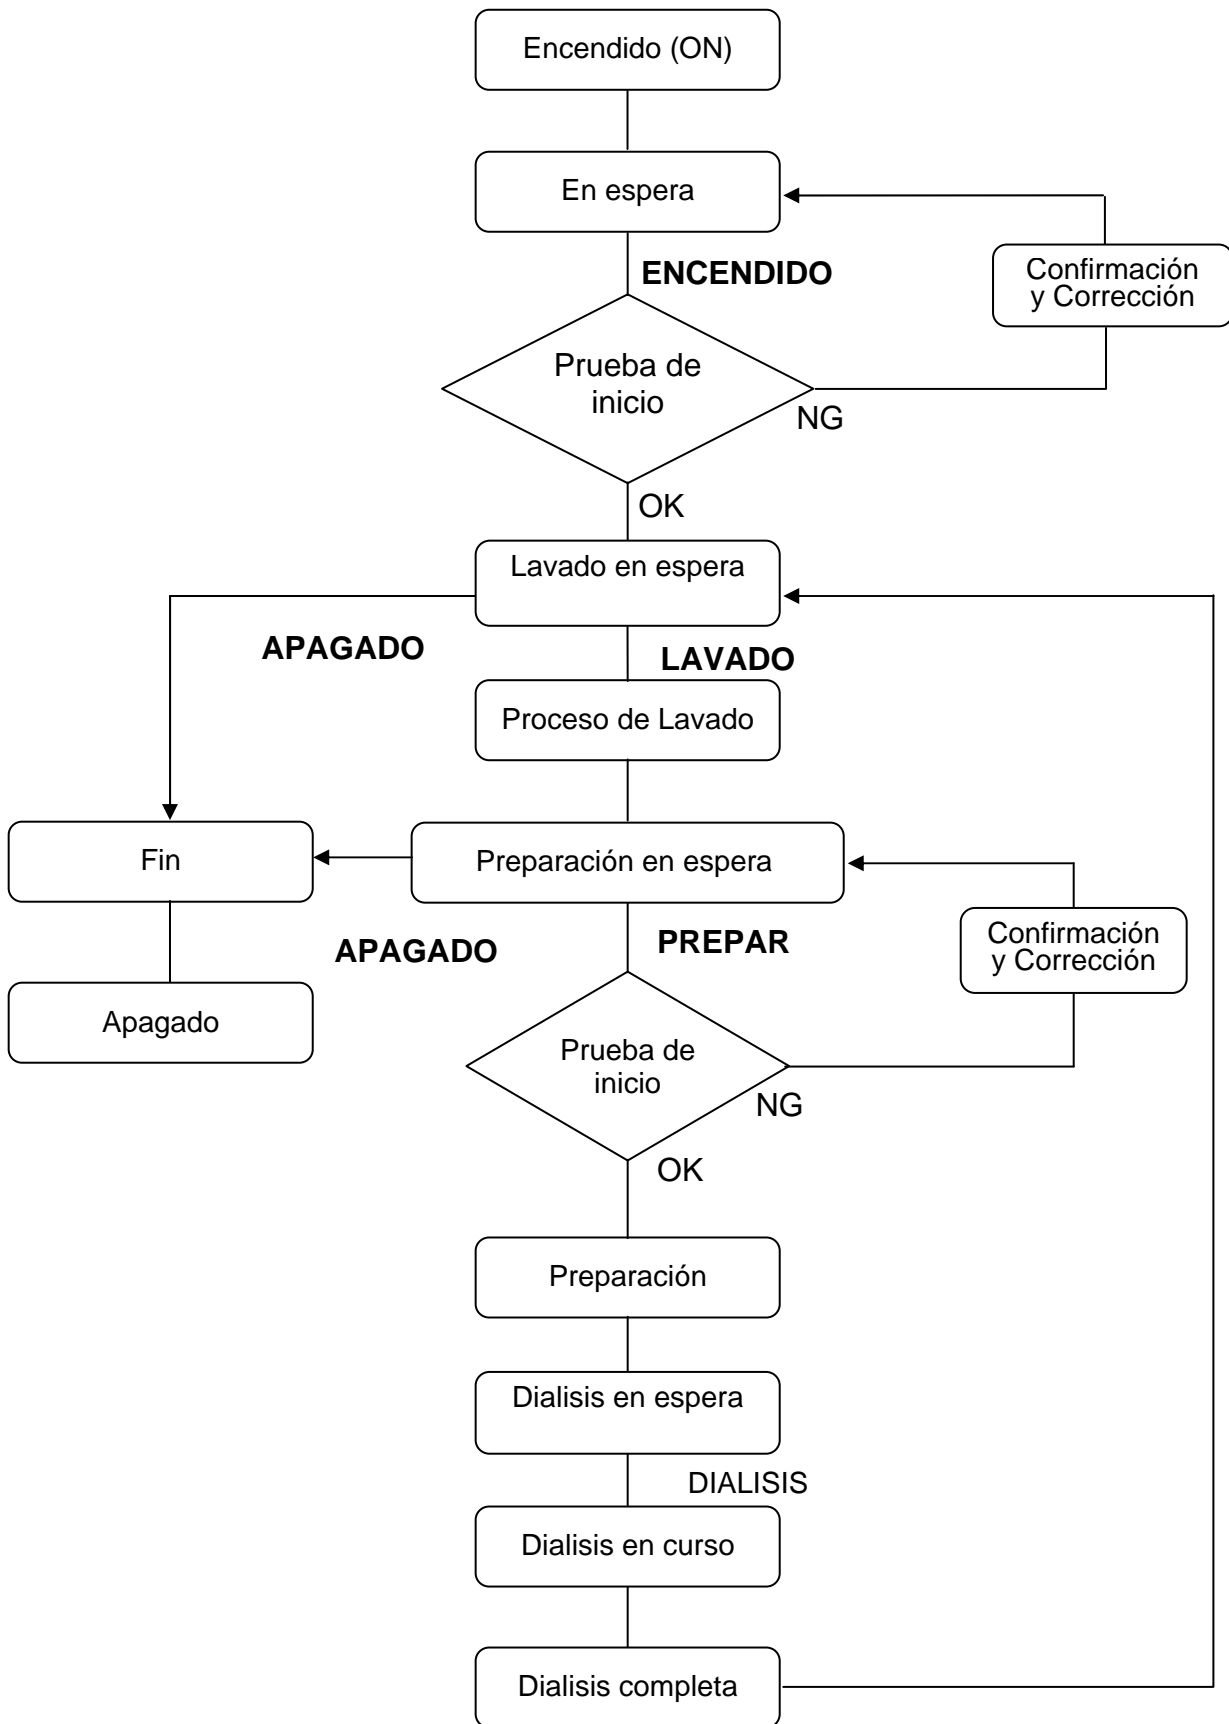 Encendido (ON)
En espera
ENCENDIDO
Confirmación
y Corrección
Prueba de
inicio
NG
OK
Lavado en espera
APAGADO
LAVADO
Proceso de Lavado
Fin
Preparación en espera
APAGADO
PREPAR
Confirmación
y Corrección
Apagado
Prueba de
inicio
NG
OK
Preparación
Dialisis en espera
DIALISIS
Dialisis en curso
Dialisis completa